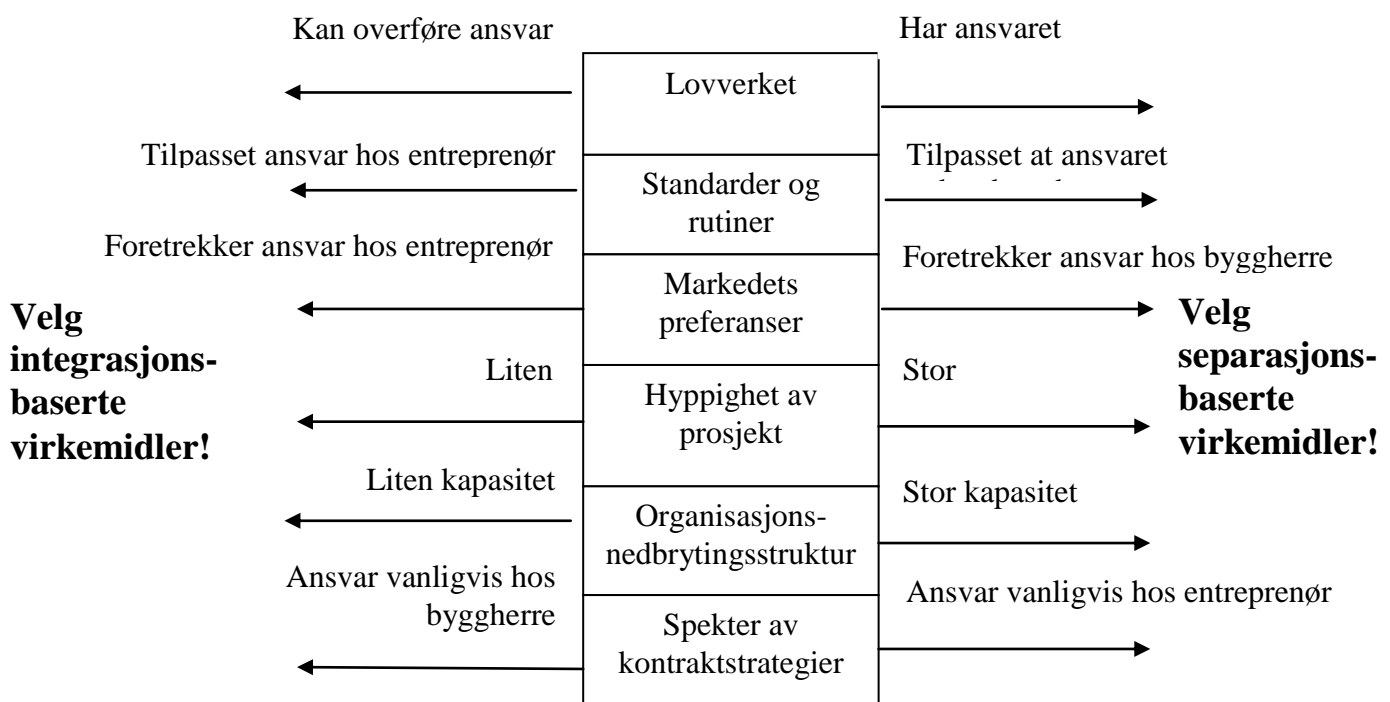 Kan overføre ansvar
Har ansvaret
Lovverket
Tilpasset ansvar hos entreprenør
Tilpasset at ansvaret
Standarder og
rutiner
Foretrekker ansvar hos entreprenør
Foretrekker ansvar hos byggherre
Markedets
preferanser
Velg
integrasjons-
baserte
virkemidler!
Velg
separasjons-
baserte
virkemidler!
Liten
Stor
Hyppighet av
prosjekt
Liten kapasitet
Stor kapasitet
Organisasjons-
nedbrytingsstruktur
Ansvar vanligvis hos
byggherre
Ansvar vanligvis hos entreprenør
Spekter av
kontraktstrategier